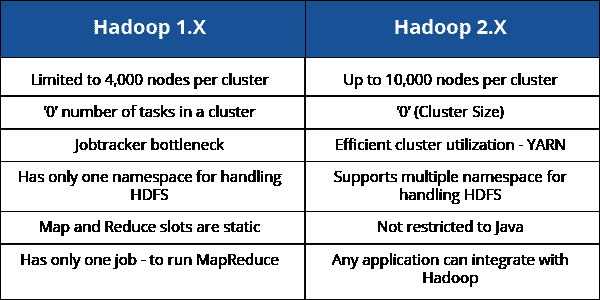 Hadoop 1.X Hadoop 2.X
Limited to 4,000 nodes per cluster Up to 10,000 nodes per cluster
'0' number of tasks in a cluster '0' (Cluster Size)
Jobtracker bottleneck Efficient cluster utilization - YARN
Has only one namespace for handling HDFS Supports multiple namespace for handling HDFS
Map and Reduce slots are static Not restricted to Java
Has only one job - to run MapReduce Any application can integrate with Hadoop